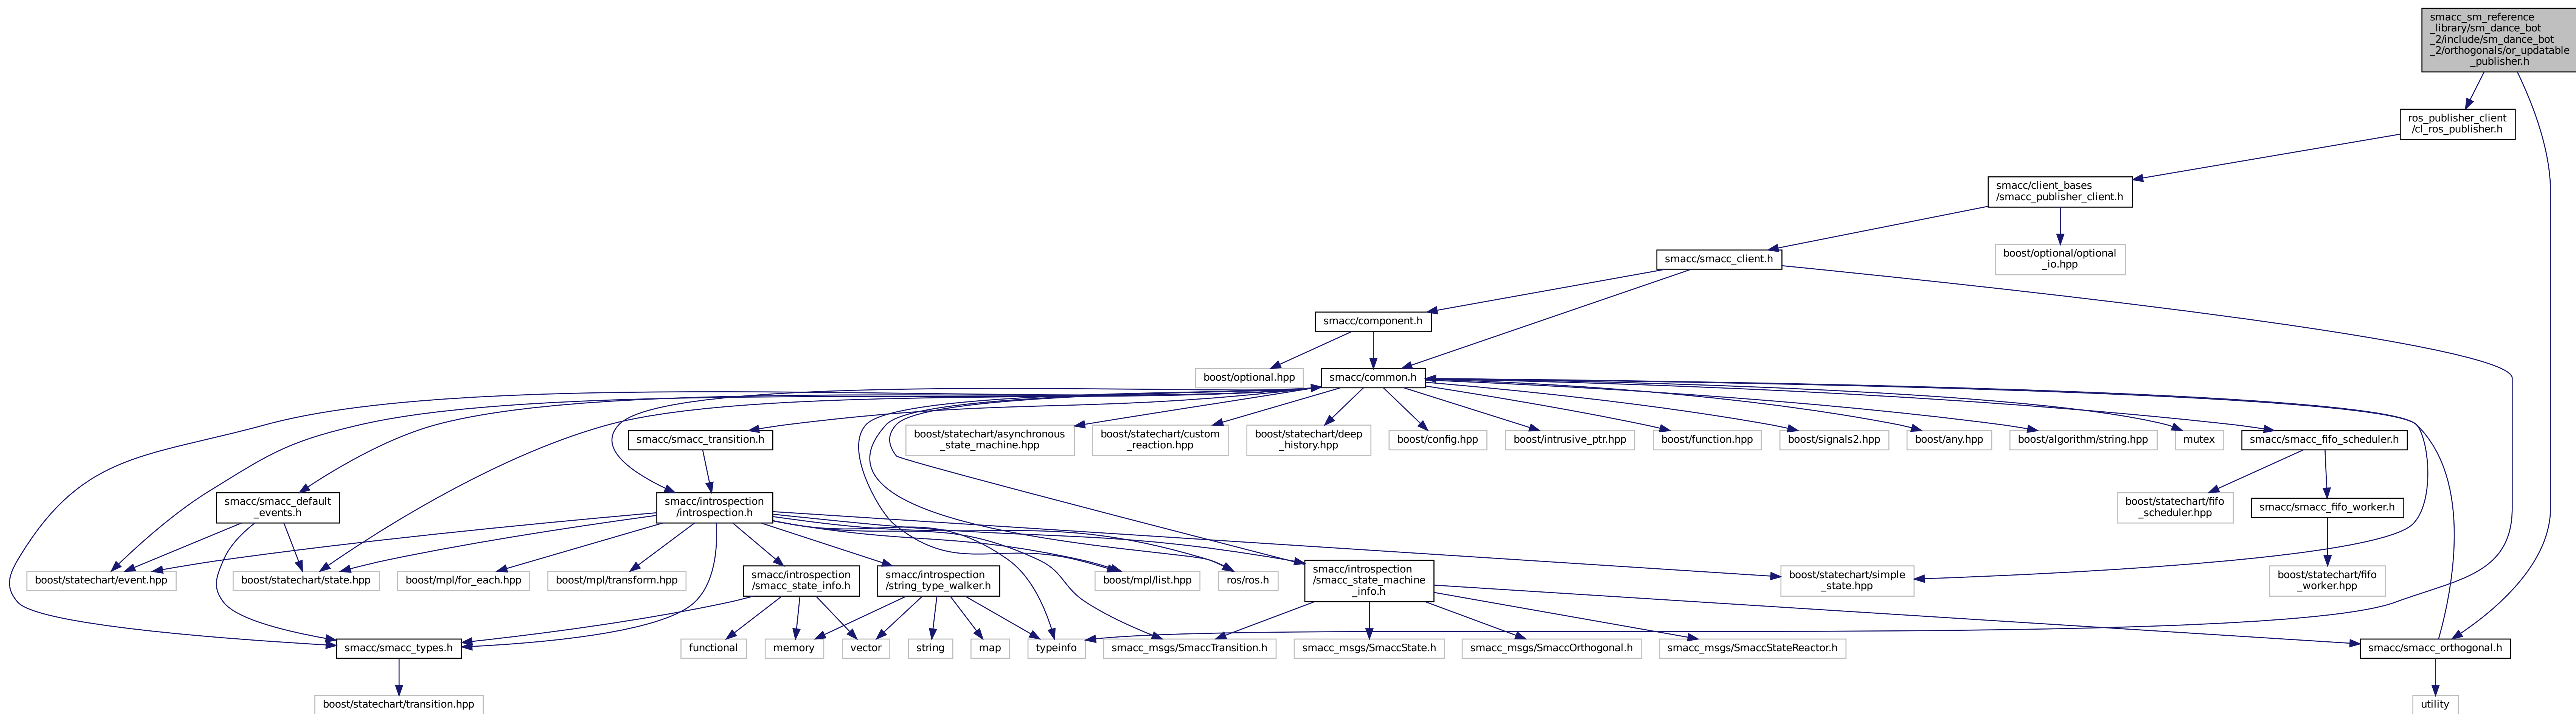 smacc_sm_reference
_library/sm_dance_bot
_2/include/sm_dance_bot
_2/orthogonals/or_updatable
_publisher.h
ros_publisher_client
/cl_ros_publisher.h
smacc/client_bases
/smacc_publisher_client.h
smacc/smacc_client.h
boost/optional/optional
_io.hpp
smacc/component.h
boost/optional.hpp
smacc/common.h
smacc/smacc_transition.h
boost/statechart/asynchronous
_state_machine.hpp
boost/statechart/custom
_reaction.hpp
boost/statechart/deep
_history.hpp
boost/config.hpp
boost/intrusive_ptr.hpp
boost/function.hpp
boost/signals2.hpp
boost/any.hpp
boost/algorithm/string.hpp
mutex
smacc/smacc_fifo_scheduler.h
smacc/smacc_default
_events.h
smacc/introspection
/introspection.h
boost/statechart/fifo
_scheduler.hpp
smacc/smacc_fifo_worker.h
boost/statechart/event.hpp
boost/statechart/state.hpp
boost/mpl/for_each.hpp
boost/mpl/transform.hpp
smacc/introspection
/smacc_state_info.h
smacc/introspection
/string_type_walker.h
boost/mpl/list.hpp
ros/ros.h
smacc/introspection
/smacc_state_machine
_info.h
boost/statechart/simple
_state.hpp
boost/statechart/fifo
_worker.hpp
smacc/smacc_types.h
functional
memory
vector
string
map
typeinfo
smacc_msgs/SmaccTransition.h
smacc_msgs/SmaccState.h
smacc_msgs/SmaccOrthogonal.h
smacc_msgs/SmaccStateReactor.h
smacc/smacc_orthogonal.h
boost/statechart/transition.hpp
utility